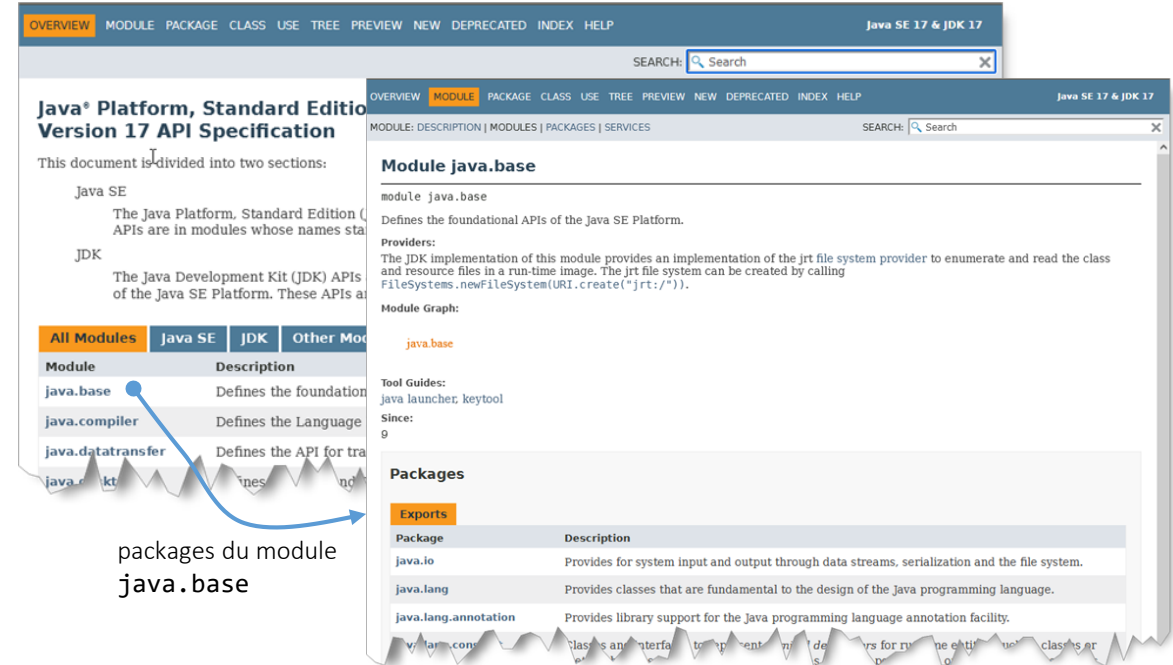 OVERVIEW MODULE PACKAGE CLASS USE TREE PREVIEW NEW DEPRECATED INDEX HELP Java SE 17 & JDK 17
SEARCH: Search
Java® Platform, Standard Editio
Version 17 API Specification
This document is divided into two sections:
Java SE
The Java Platform, Standard Edition (
APIs are in modules whose names sta
JDK
The Java Development Kit (JDK) APIs
of the Java SE Platform. These APIs a
All Modules Java SE JDK Other Mo
Module Description
java.base Defines the foundation
java.compiler Defines the Language
java.datatransfer Defines the API for tra
packages du module
java.base
OVERVIEW MODULE PACKAGE CLASS USE TREE PREVIEW NEW DEPRECATED INDEX HELP Java SE 17 & JDK 17
MODULE: DESCRIPTION | MODULES | PACKAGES | SERVICES SEARCH: Search
Module java.base
module java.base
Defines the foundational APIs of the Java SE Platform.
Providers:
The JDK implementation of this module provides an implementation of the jrt file system provider to enumerate and read the class
and resource files in a run-time image. The jrt file system can be created by calling
FileSystems.newFileSystem(URI.create("jrt:/")).
Module Graph:
java.base
Tool Guides:
java launcher, keytool
Since:
9
Packages
Exports
Package Description
java.io Provides for system input and output through data streams, serialization and the file system.
java.lang Provides classes that are fundamental to the design of the Java programming language.
java.lang.annotation Provides library support for the Java programming language annotation facility.